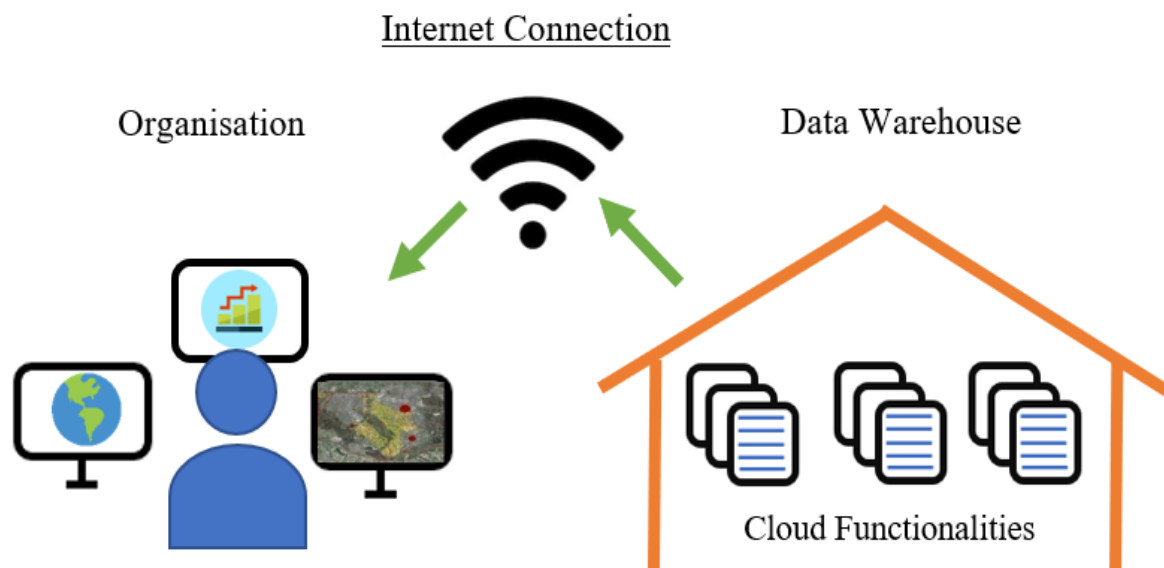 Internet Connection
Organisation
Data Warehouse
Cloud Functionalities